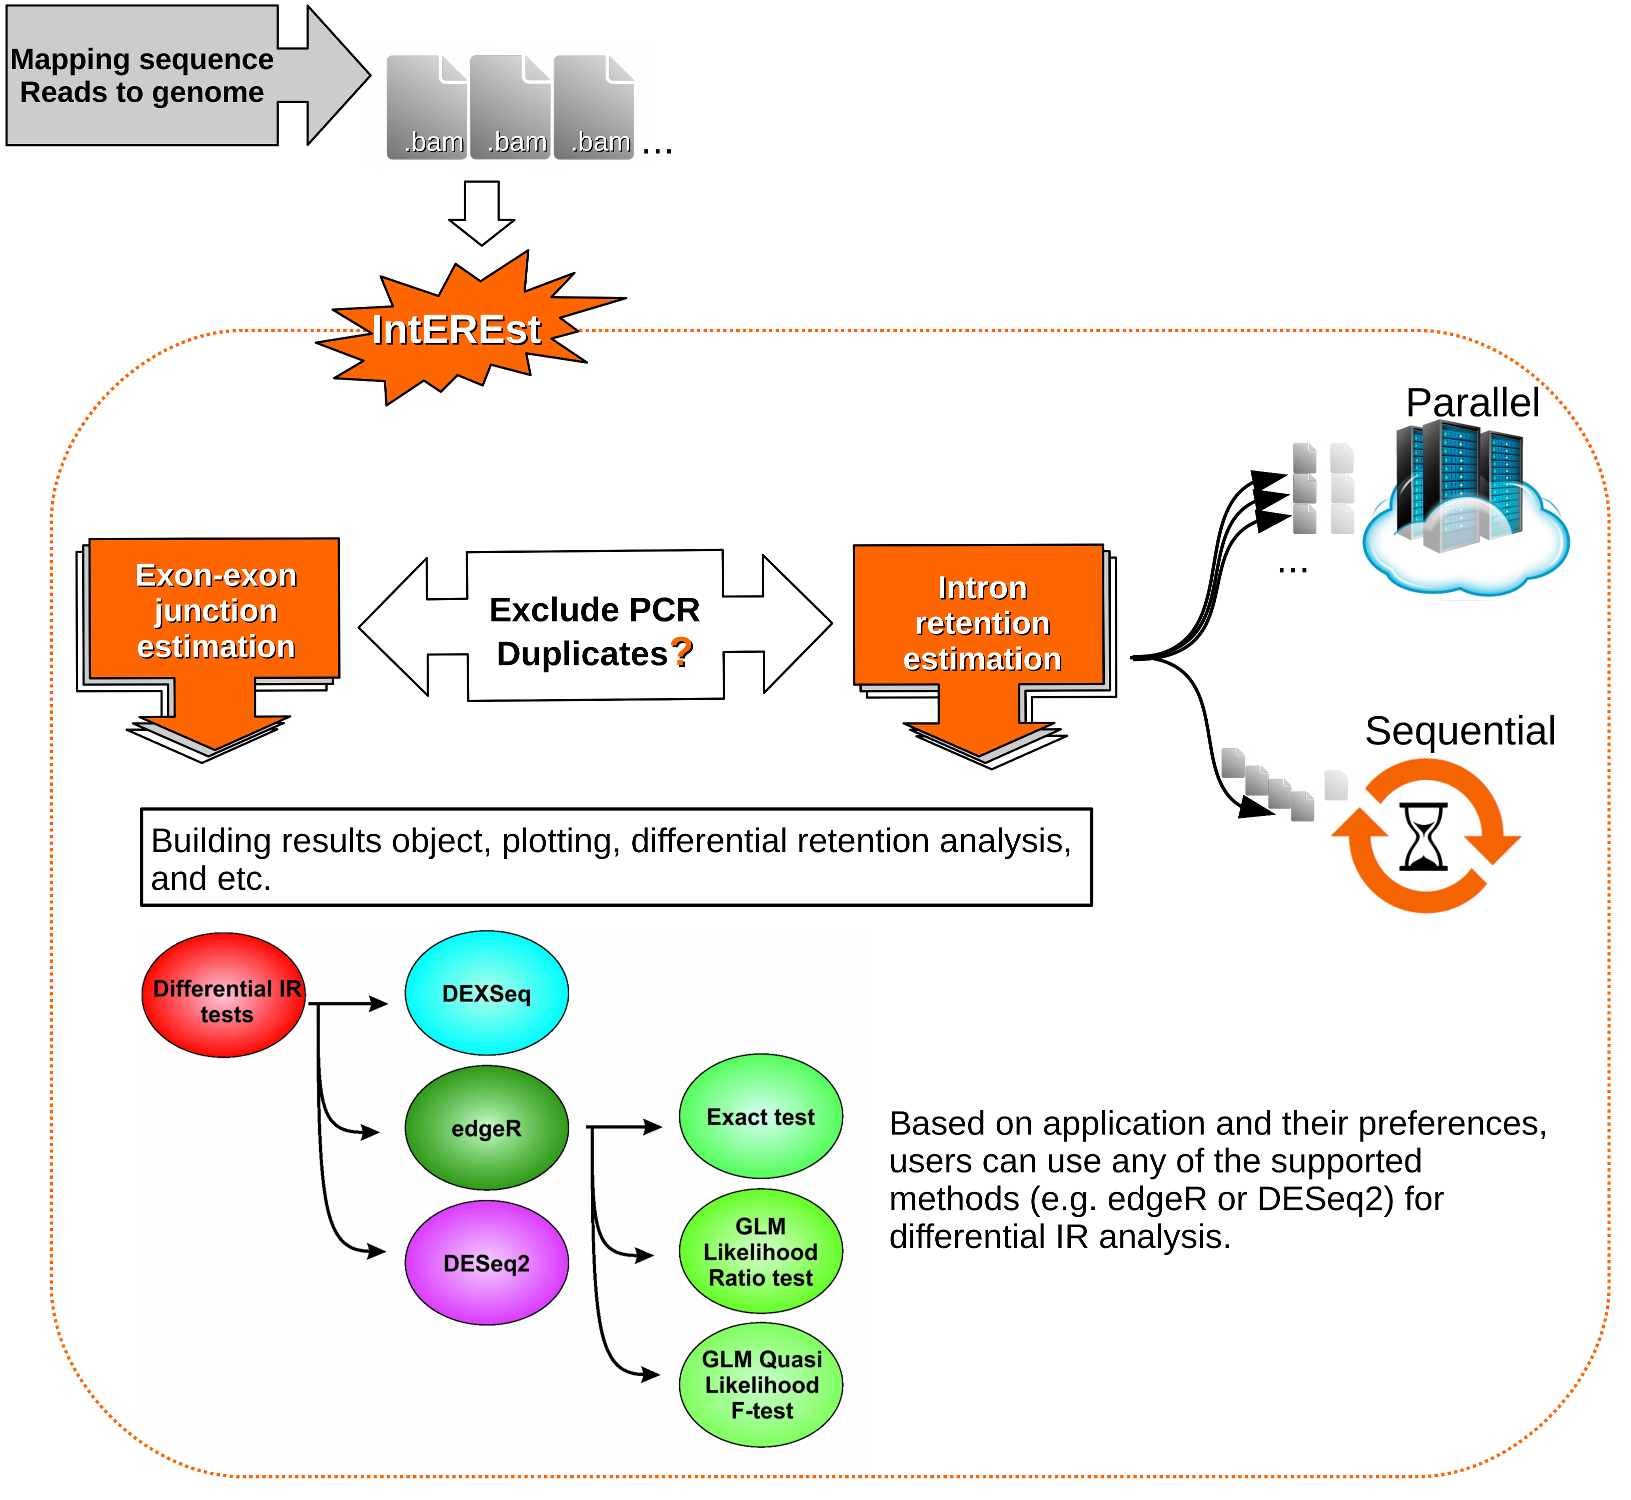 Mapping sequence
Reads to genome
.bam
.bam
.bam
...
IntEREst
Parallel
...
Exon-exon
junction
estimation
Exclude PCR
Duplicates?
Intron
retention
estimation
Sequential
Building results object, plotting, differential retention analysis,
and etc.
Differential IR
tests
DEXSeq
edgeR
DESeq2
Exact test
GLM
Likelihood
Ratio test
GLM Quasi
Likelihood
F-test
Based on application and their preferences,
users can use any of the supported
methods (e.g. edgeR or DESeq2) for
differential IR analysis.